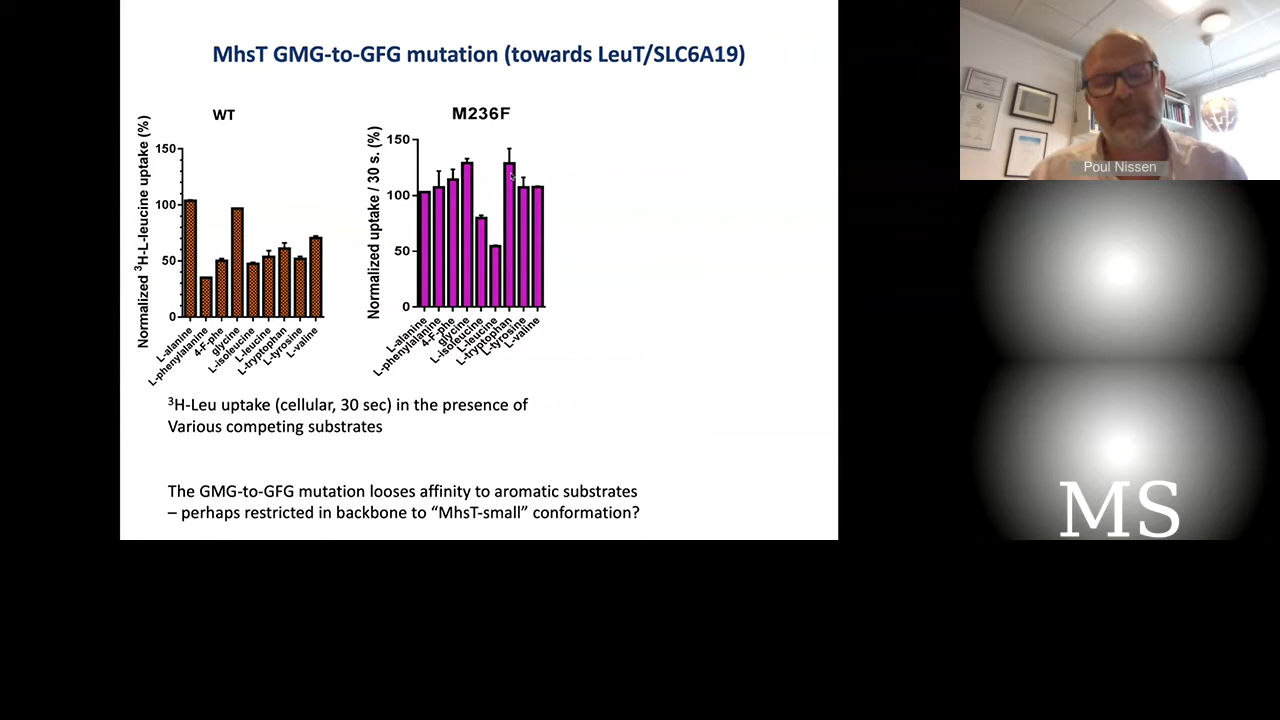 MhsT GMG-to-GFG mutation (towards LeuT/SLC6A19)
WT
Normalized ³H-L-leucine uptake (%)
150
100
50
0
L-alanine
L-phenylalanine
4-F-phe
glycine
L-isoleucine
L-leucine
L-tryptophan
L-tyrosine
L-valine
M236F
Normalized uptake / 30 s. (%)
150
100
50
0
L-alanine
L-phenylalanine
4-F-phe
glycine
L-isoleucine
L-leucine
L-tryptophan
L-tyrosine
L-valine
³H-Leu uptake (cellular, 30 sec) in the presence of
Various competing substrates
The GMG-to-GFG mutation looses affinity to aromatic substrates
– perhaps restricted in backbone to “MhsT-small” conformation?
Poul Nissen
MS